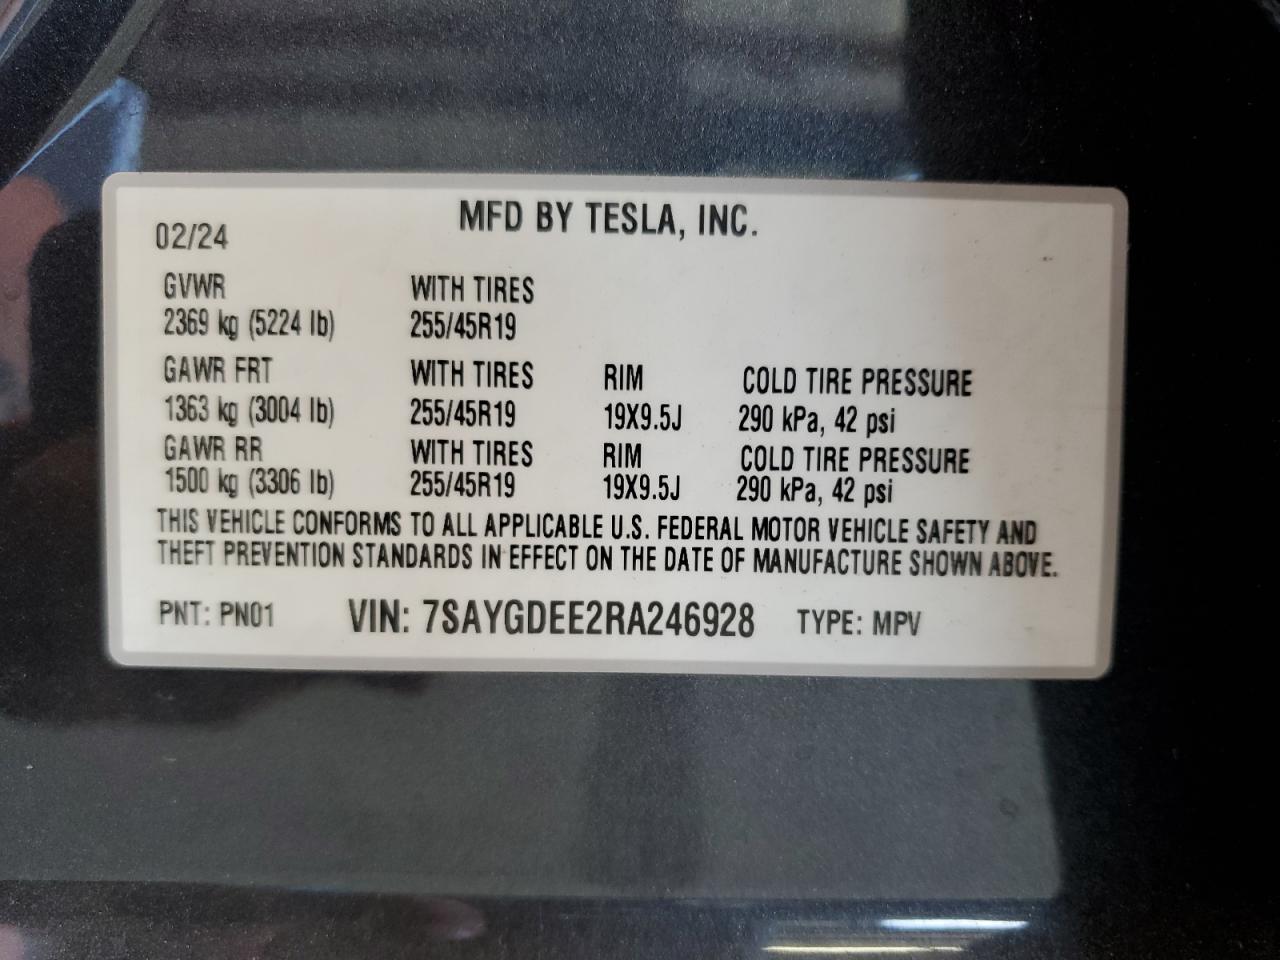 MFD BY TESLA, INC.
02/24
GVWR WITH TIRES
2369 kg (5224 lb) 255/45R19
GAWR FRT WITH TIRES RIM COLD TIRE PRESSURE
1363 kg (3004 lb) 255/45R19 19X9.5J 290 kPa, 42 psi
GAWR RR WITH TIRES RIM COLD TIRE PRESSURE
1500 kg (3306 lb) 255/45R19 19X9.5J 290 kPa, 42 psi
THIS VEHICLE CONFORMS TO ALL APPLICABLE U.S. FEDERAL MOTOR VEHICLE SAFETY AND
THEFT PREVENTION STANDARDS IN EFFECT ON THE DATE OF MANUFACTURE SHOWN ABOVE.
PNT: PN01 VIN: 7SAYGDEE2RA246928 TYPE: MPV